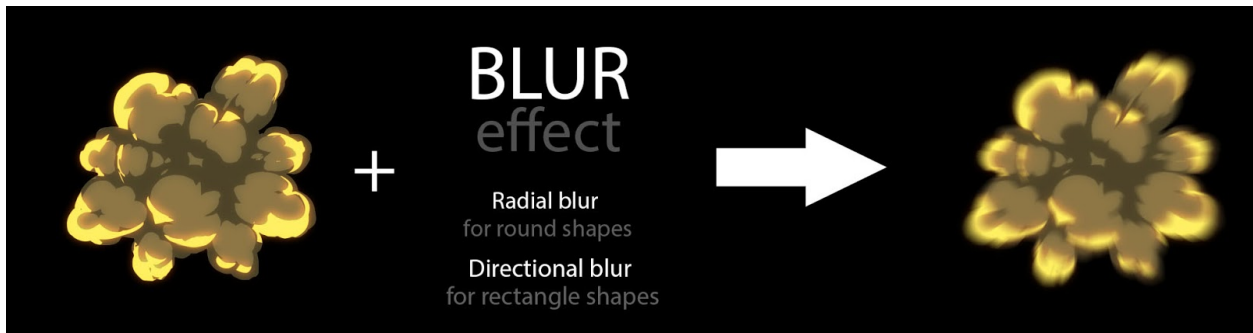 BLUR
effect
Radial blur
for round shapes
Directional blur
for rectangle shapes